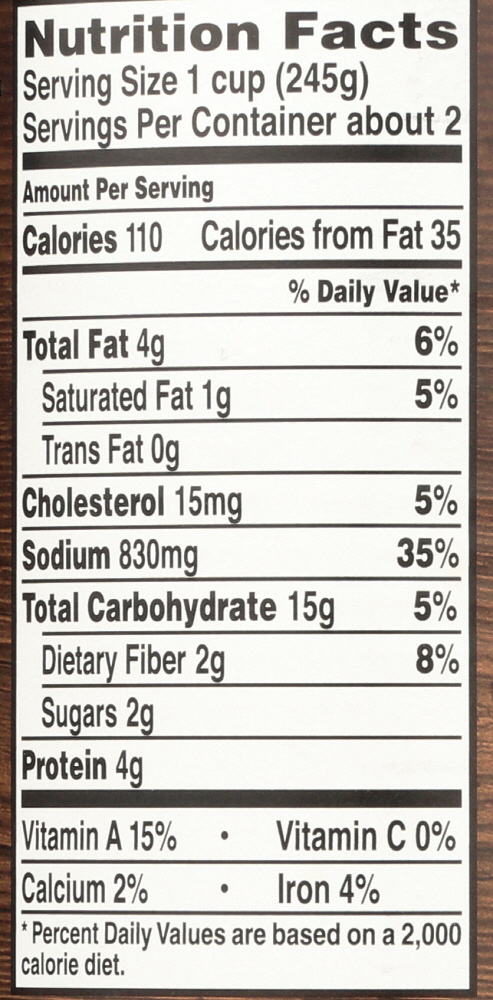 Nutrition Facts
Serving Size 1 cup (245g)
Servings Per Container about 2
Amount Per Serving
Calories 110 Calories from Fat 35
% Daily Value*
Total Fat 4g 6%
Saturated Fat 1g 5%
Trans Fat 0g
Cholesterol 15mg 5%
Sodium 830mg 35%
Total Carbohydrate 15g 5%
Dietary Fiber 2g 8%
Sugars 2g
Protein 4g
Vitamin A 15% • Vitamin C 0%
Calcium 2% • Iron 4%
* Percent Daily Values are based on a 2,000
calorie diet.